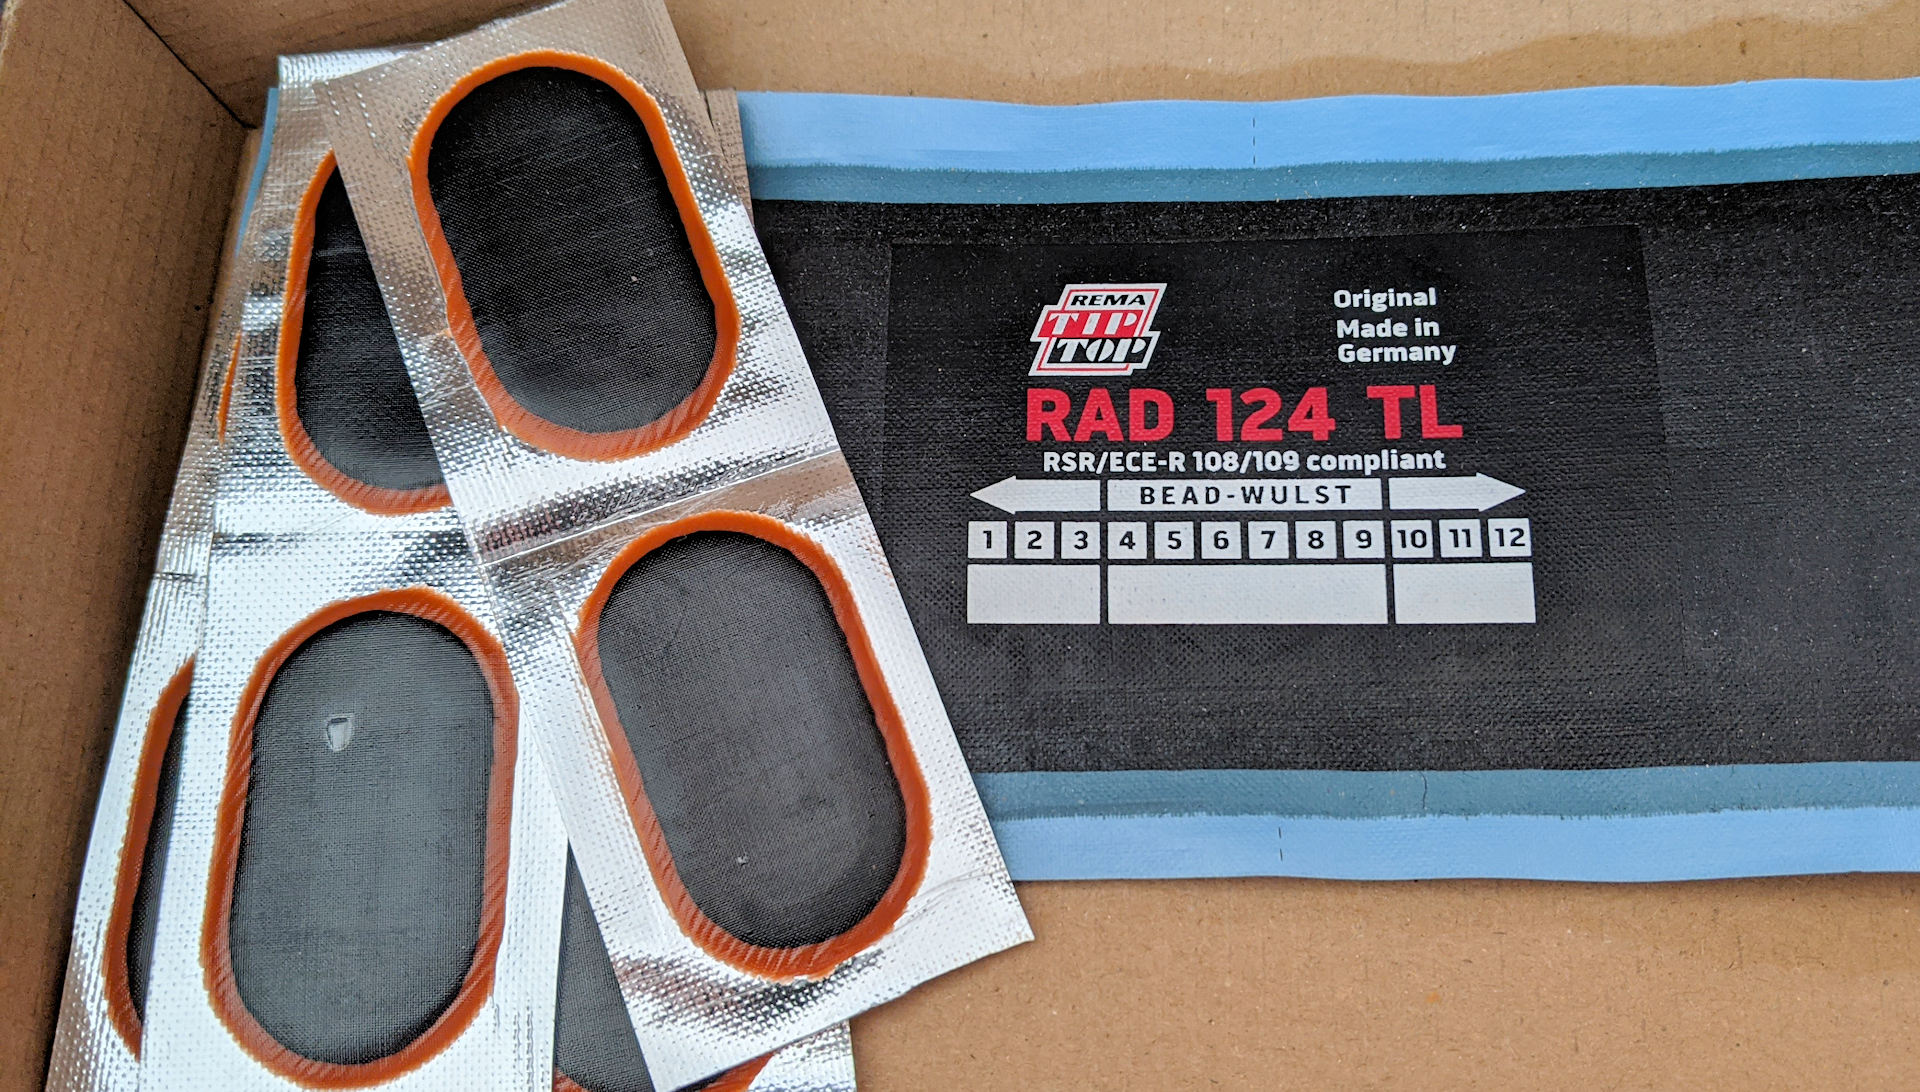 REMA
TIP
TOP
Original
Made in
Germany
RAD 124 TL
RSR/ECE-R 108/109 compliant
BEAD-WULST
1 2 3 4 5 6 7 8 9 10 11 12